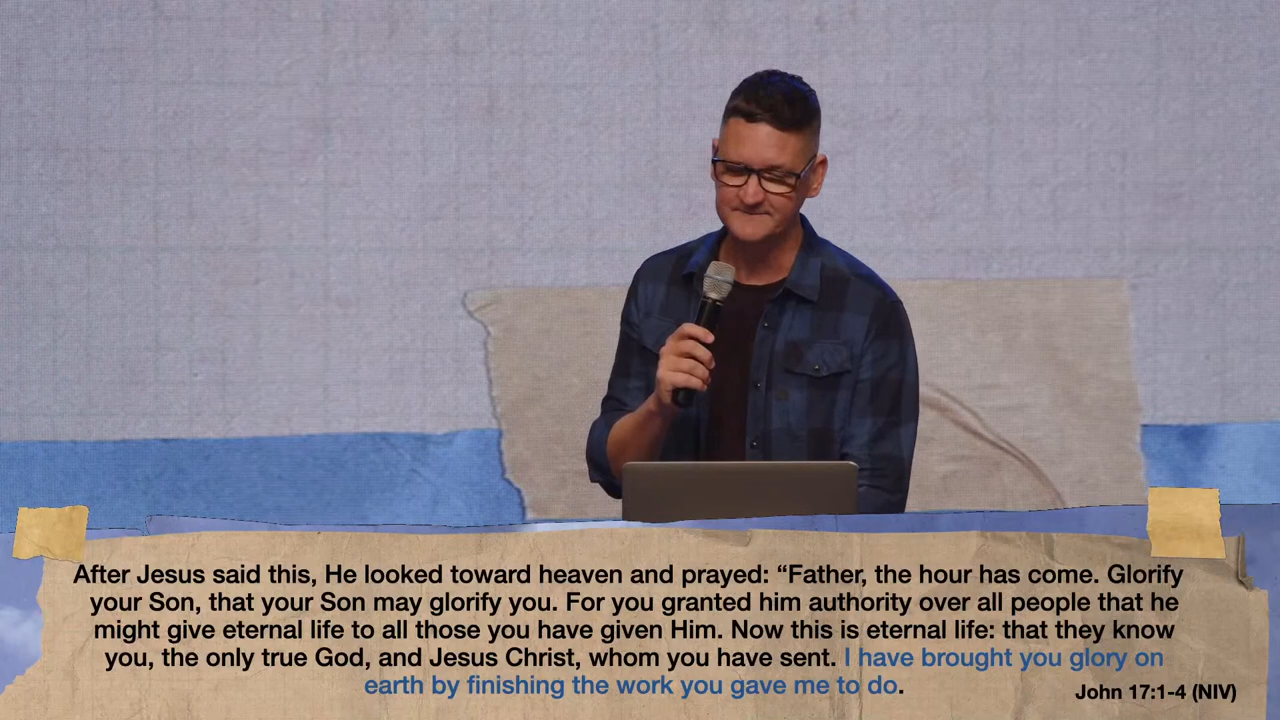 After Jesus said this, He looked toward heaven and prayed: “Father, the hour has come. Glorify
your Son, that your Son may glorify you. For you granted him authority over all people that he
might give eternal life to all those you have given Him. Now this is eternal life: that they know
you, the only true God, and Jesus Christ, whom you have sent. I have brought you glory on
earth by finishing the work you gave me to do.
John 17:1-4 (NIV)